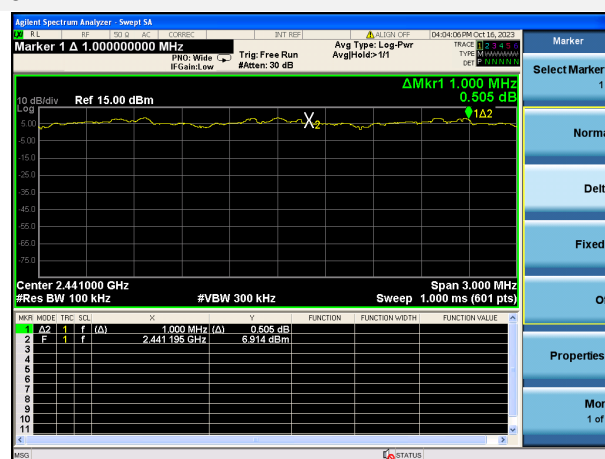 Agilent Spectrum Analyzer - Swept SA
RL RF 50 Ω AC CORREC INT REF ALIGN OFF 04:04:06 PM Oct 16, 2023
Marker 1 Δ 1.000000000 MHz
PNO: Wide
IFGain:Low
Trig: Free Run
#Atten: 30 dB
Avg Type: Log-Pwr
Avg|Hold:>1/1
TRACE 1 2 3 4 5 6
TYPE M
DET P N N N N N
ΔMkr1 1.000 MHz
0.505 dB
10 dB/div Ref 15.00 dBm
Log
1Δ2
5.00
X2
-5.00
-15.0
-25.0
-35.0
-45.0
-55.0
-65.0
-75.0
Center 2.441000 GHz Span 3.000 MHz
#Res BW 100 kHz #VBW 300 kHz Sweep 1.000 ms (601 pts)
MKR MODE TRC SCL X Y FUNCTION FUNCTION WIDTH FUNCTION VALUE
1 Δ2 1 f (Δ) 1.000 MHz (Δ) 0.505 dB
2 F 1 f 2.441 195 GHz 6.914 dBm
3
4
5
6
7
8
9
10
11
MSG STATUS
Marker
Select Marker
1
Norma
Delt
Fixed
Of
Properties
Mor
1 of